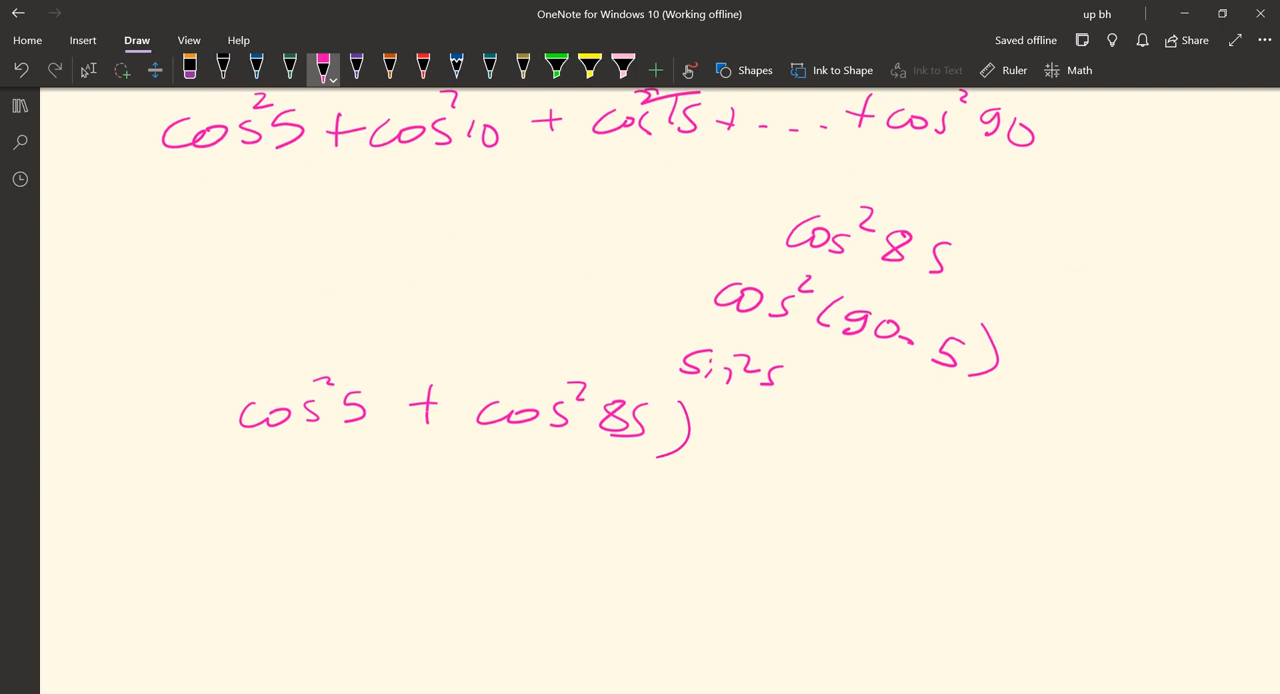 OneNote for Windows 10 (Working offline)
up bh
Home Insert Draw View Help
Saved offline Share
Shapes Ink to Shape Ink to Text Ruler Math
cos²5 + cos²10 + cos²15 + ... + cos²90
cos²85
cos²(90-5)
sin²5
cos²5 + cos²85)